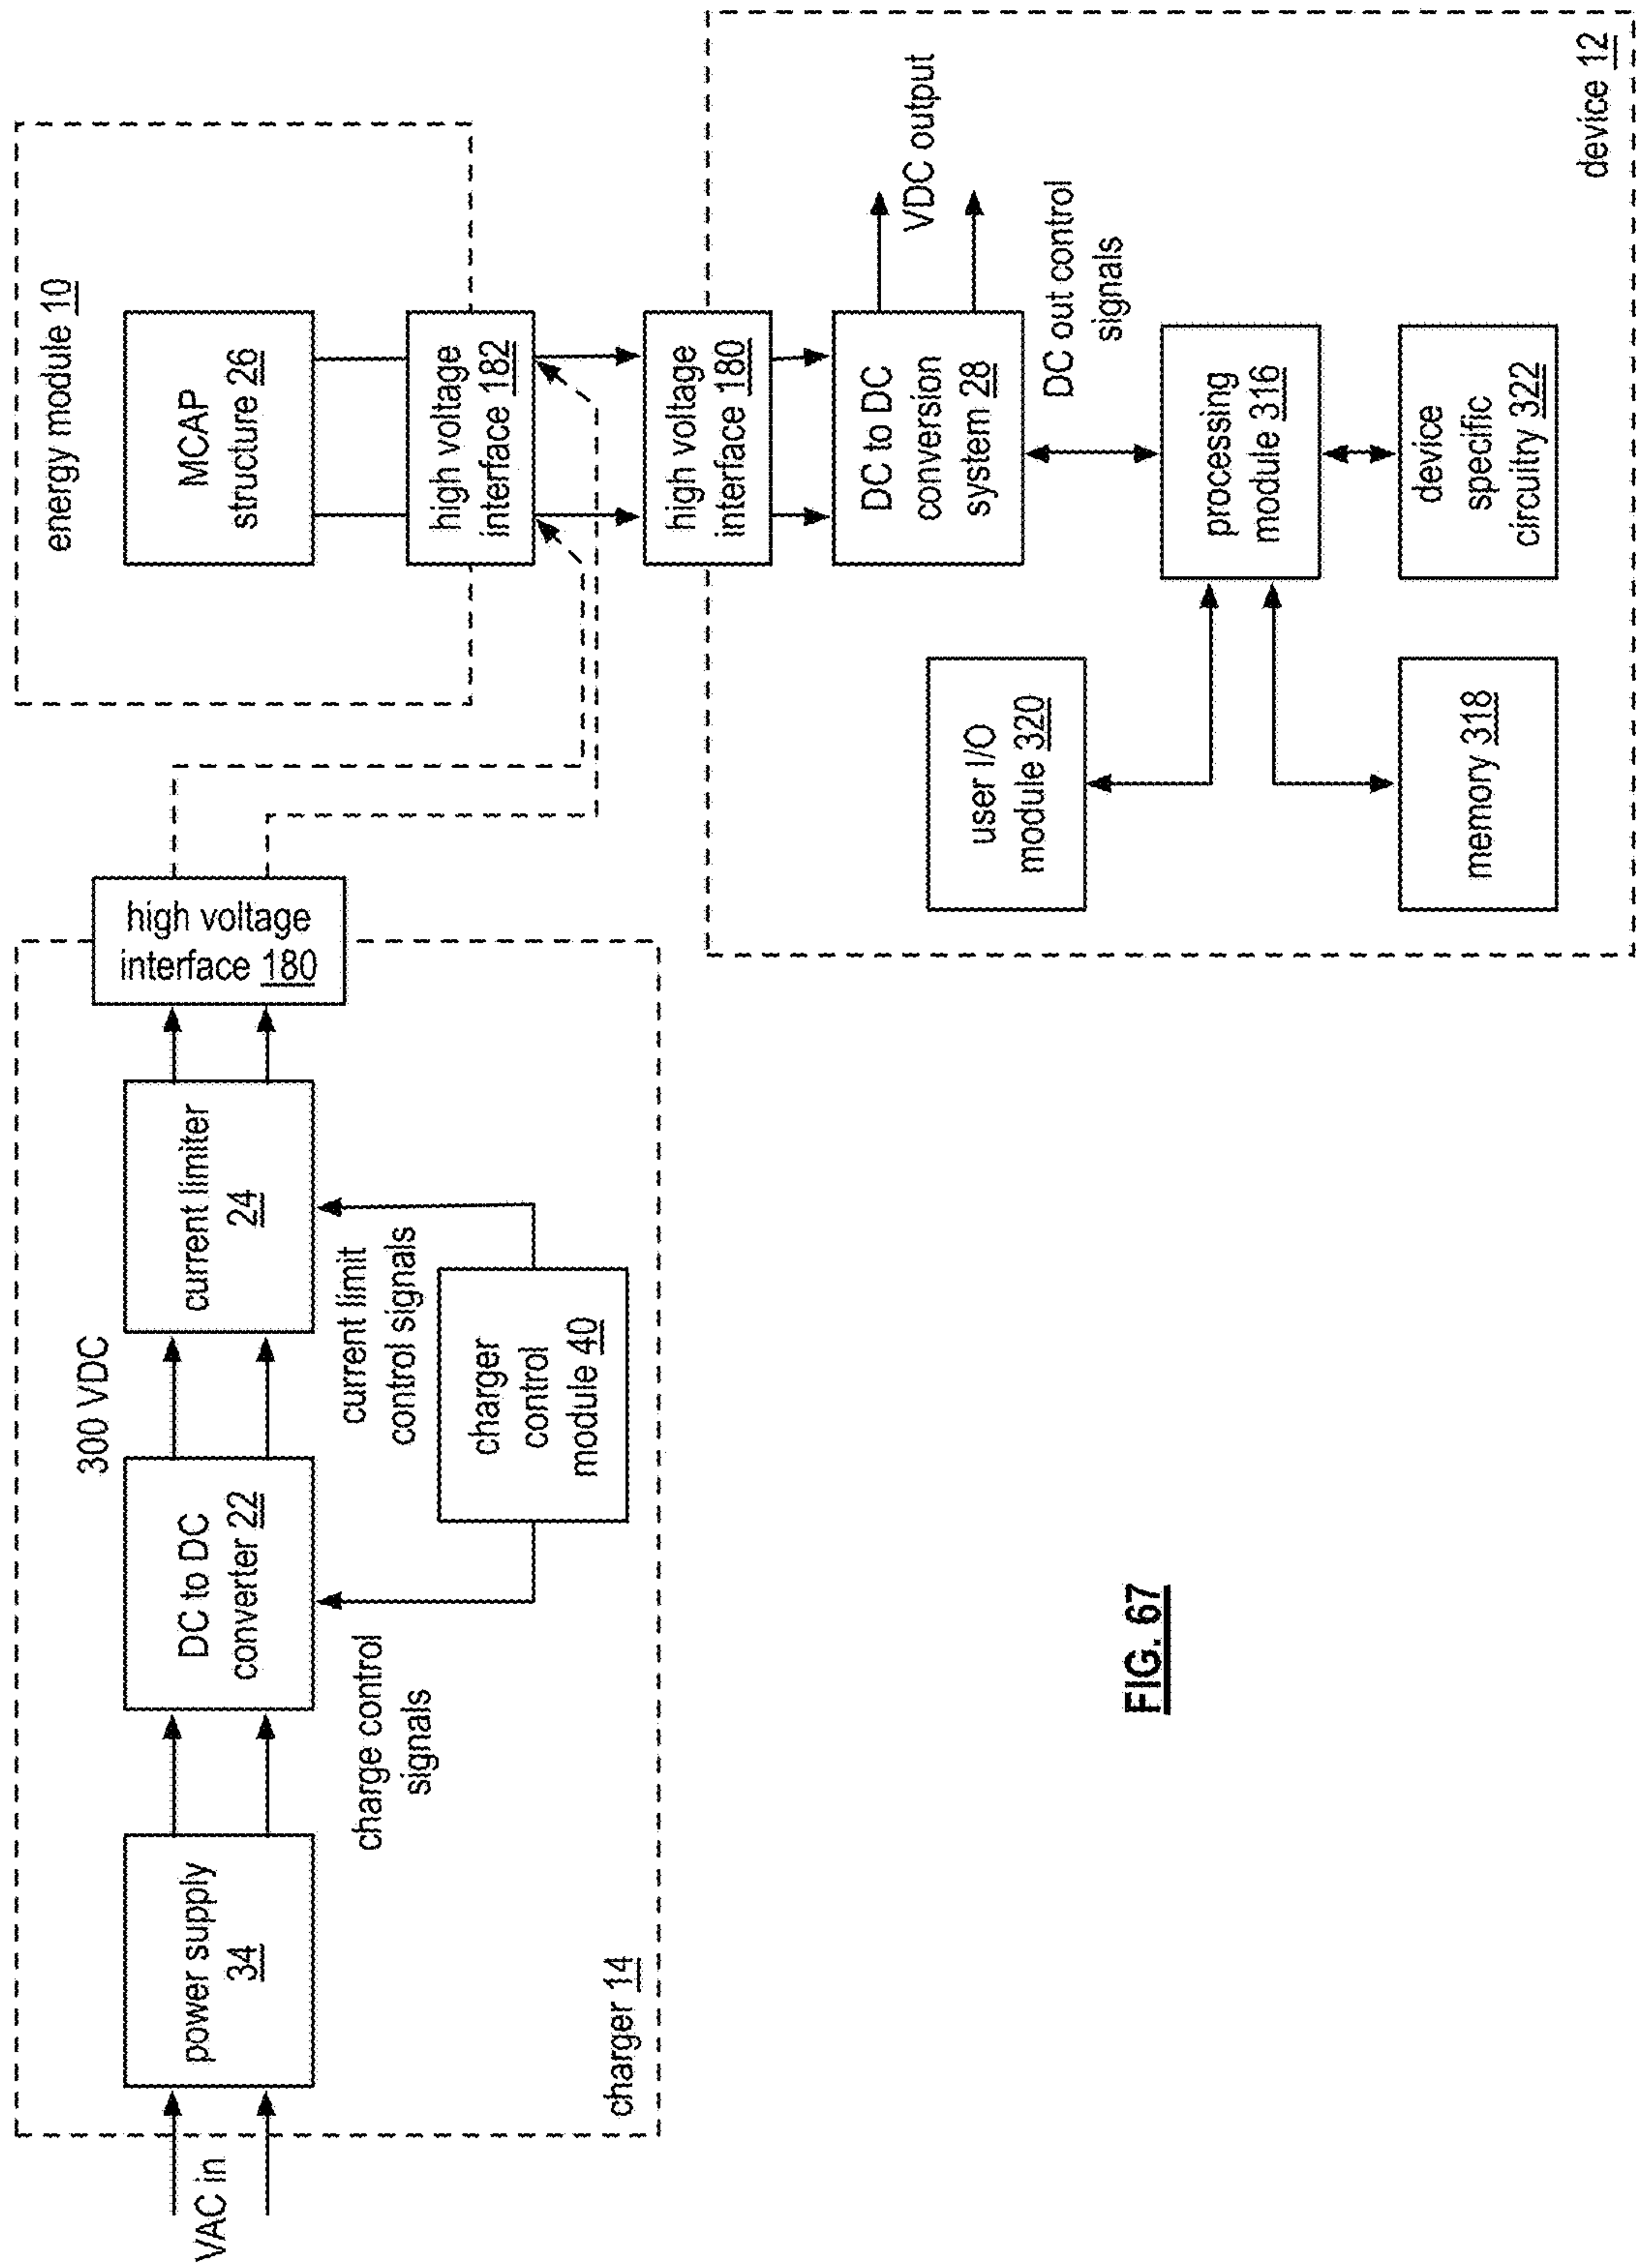 VAC in
power supply
34
DC to DC
converter 22
300 VDC
current limiter
24
high voltage
interface 180
charge control
signals
current limit
control signals
charger
control
module 40
charger 14
energy module 10
MCAP
structure 26
high voltage
interface 182
high voltage
interface 180
DC to DC
conversion
system 28
VDC output
DC out control
signals
user I/O
module 320
processing
module 316
memory 318
device
specific
circuitry 322
device 12
FIG. 67